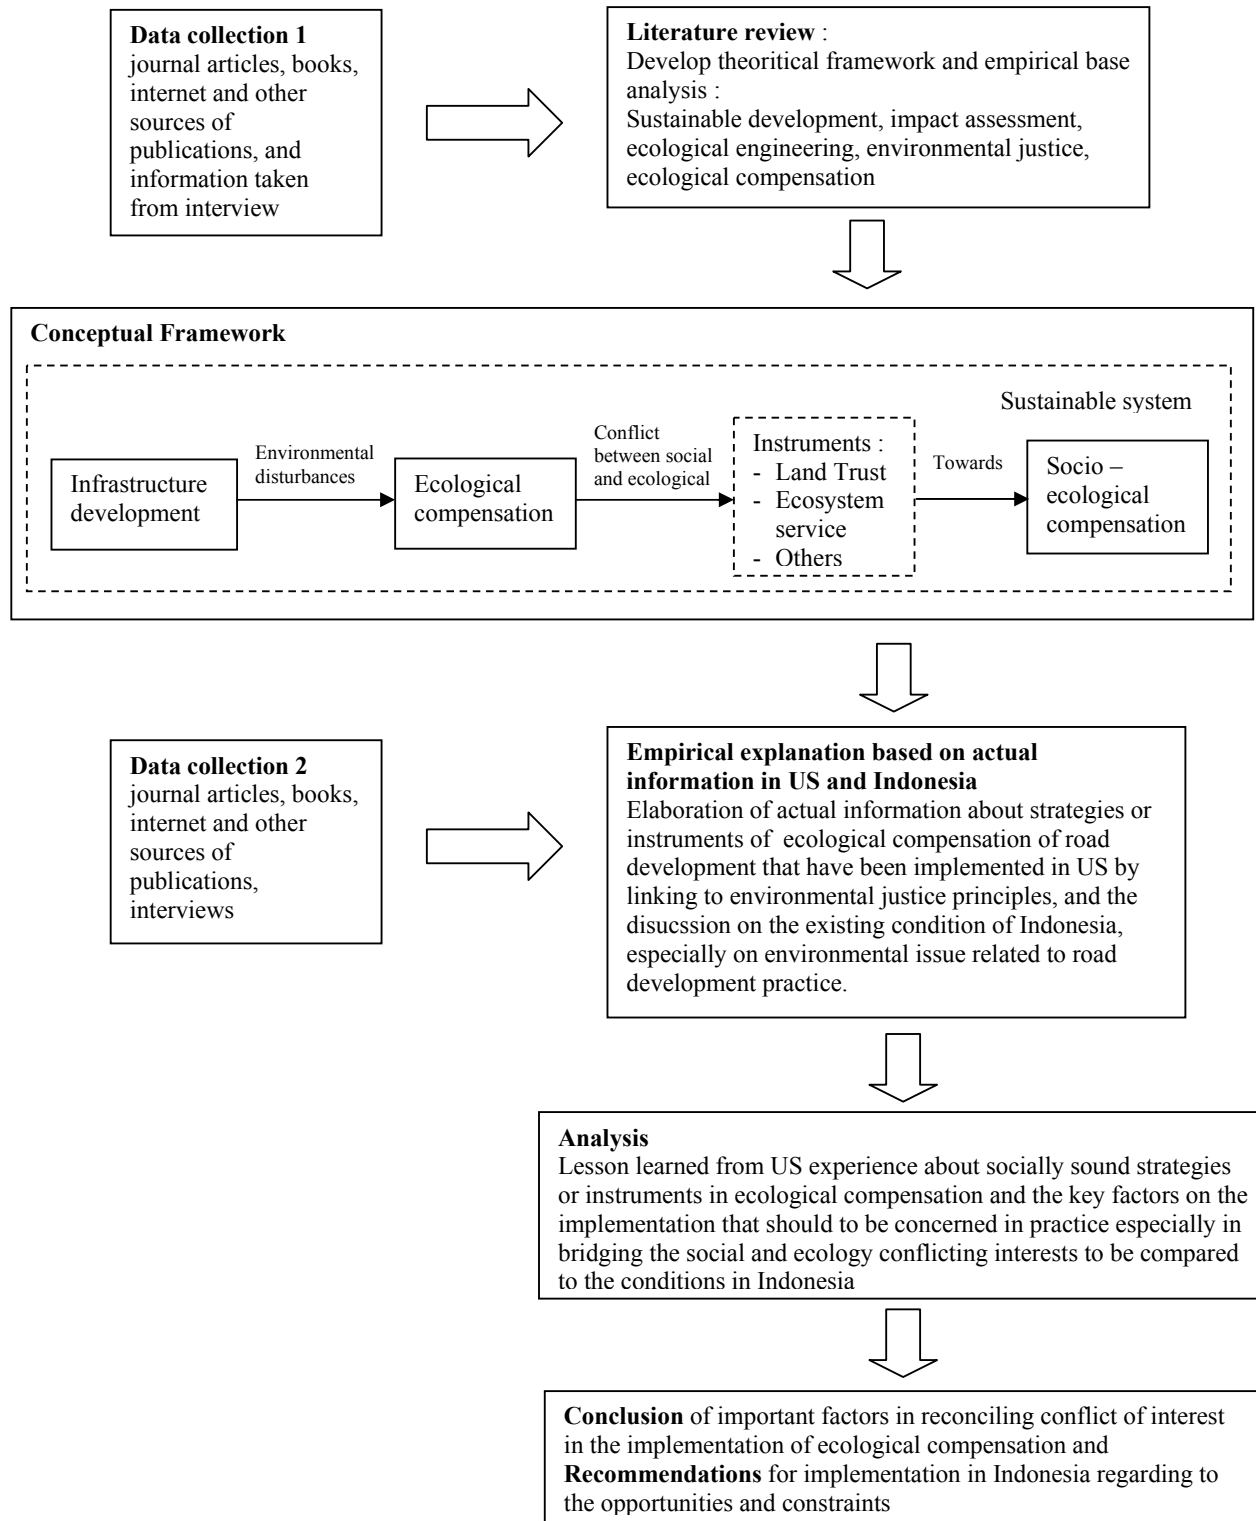 Data collection 1
journal articles, books,
internet and other
sources of
publications, and
information taken
from interview
Literature review :
Develop theoritical framework and empirical base
analysis :
Sustainable development, impact assessment,
ecological engineering, environmental justice,
ecological compensation
Conceptual Framework
Sustainable system
Infrastructure
development
Environmental
disturbances
Ecological
compensation
Conflict
between social
and ecological
Instruments :
- Land Trust
- Ecosystem
service
- Others
Towards
Socio –
ecological
compensation
Data collection 2
journal articles, books,
internet and other
sources of
publications,
interviews
Empirical explanation based on actual
information in US and Indonesia
Elaboration of actual information about strategies or
instruments of ecological compensation of road
development that have been implemented in US by
linking to environmental justice principles, and the
disucssion on the existing condition of Indonesia,
especially on environmental issue related to road
development practice.
Analysis
Lesson learned from US experience about socially sound strategies
or instruments in ecological compensation and the key factors on the
implementation that should to be concerned in practice especially in
bridging the social and ecology conflicting interests to be compared
to the conditions in Indonesia
Conclusion of important factors in reconciling conflict of interest
in the implementation of ecological compensation and
Recommendations for implementation in Indonesia regarding to
the opportunities and constraints